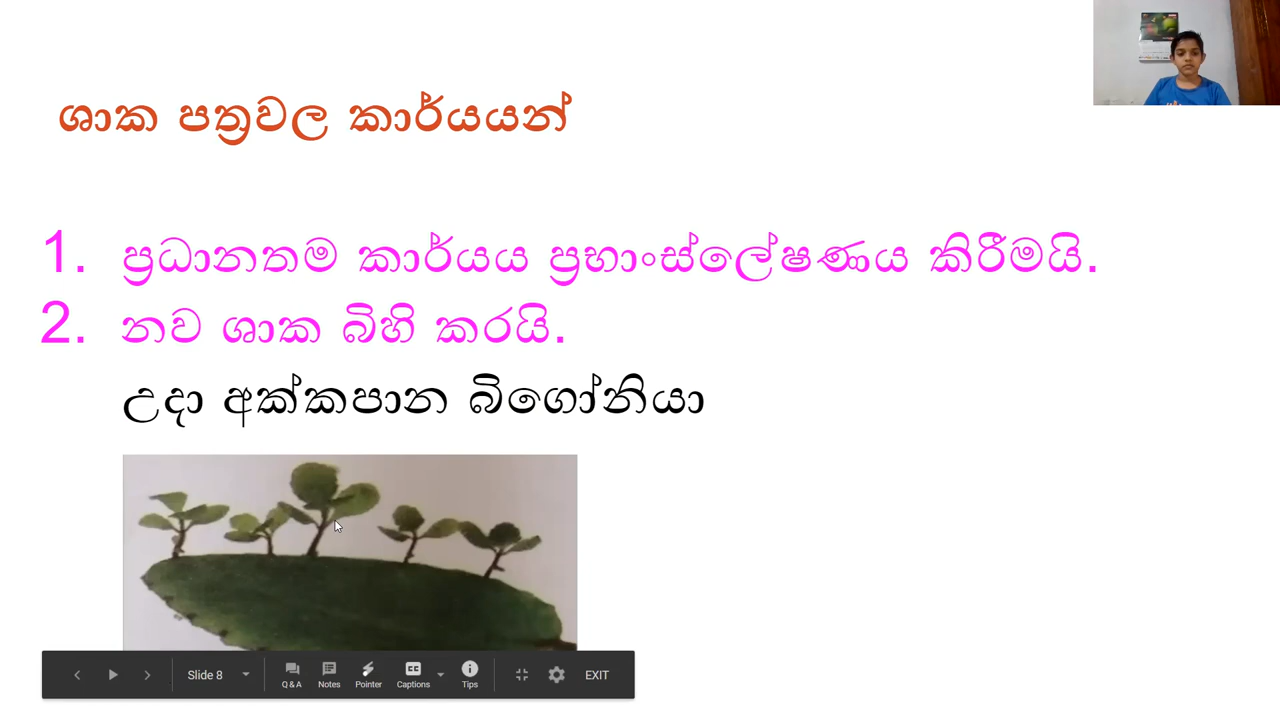 ශාක පත්‍රවල කාර්යයන්
1. ප්‍රධානතම කාර්යය ප්‍රභාංස්ලේෂණය කිරීමයි.
2. නව ශාක බිහි කරයි.
උදා අක්කපාන බිගෝනියා
Slide 8 Q & A Notes Pointer CC Captions Tips EXIT